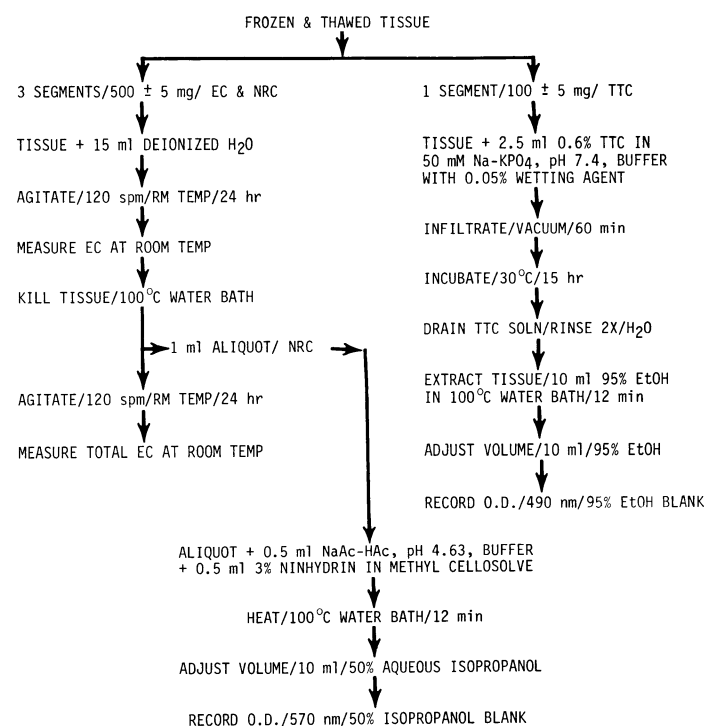 FROZEN & THAWED TISSUE
3 SEGMENTS/500 ± 5 mg/ EC & NRC
TISSUE + 15 ml DEIONIZED H2O
AGITATE/120 spm/RM TEMP/24 hr
MEASURE EC AT ROOM TEMP
KILL TISSUE/100°C WATER BATH
1 ml ALIQUOT/ NRC
AGITATE/120 spm/RM TEMP/24 hr
MEASURE TOTAL EC AT ROOM TEMP
1 SEGMENT/100 ± 5 mg/ TTC
TISSUE + 2.5 ml 0.6% TTC IN
50 mM Na-KPO4, pH 7.4, BUFFER
WITH 0.05% WETTING AGENT
INFILTRATE/VACUUM/60 min
INCUBATE/30°C/15 hr
DRAIN TTC SOLN/RINSE 2X/H2O
EXTRACT TISSUE/10 ml 95% EtOH
IN 100°C WATER BATH/12 min
ADJUST VOLUME/10 ml/95% EtOH
RECORD O.D./490 nm/95% EtOH BLANK
ALIQUOT + 0.5 ml NaAc-HAc, pH 4.63, BUFFER
+ 0.5 ml 3% NINHYDRIN IN METHYL CELLOSOLVE
HEAT/100°C WATER BATH/12 min
ADJUST VOLUME/10 ml/50% AQUEOUS ISOPROPANOL
RECORD O.D./570 nm/50% ISOPROPANOL BLANK